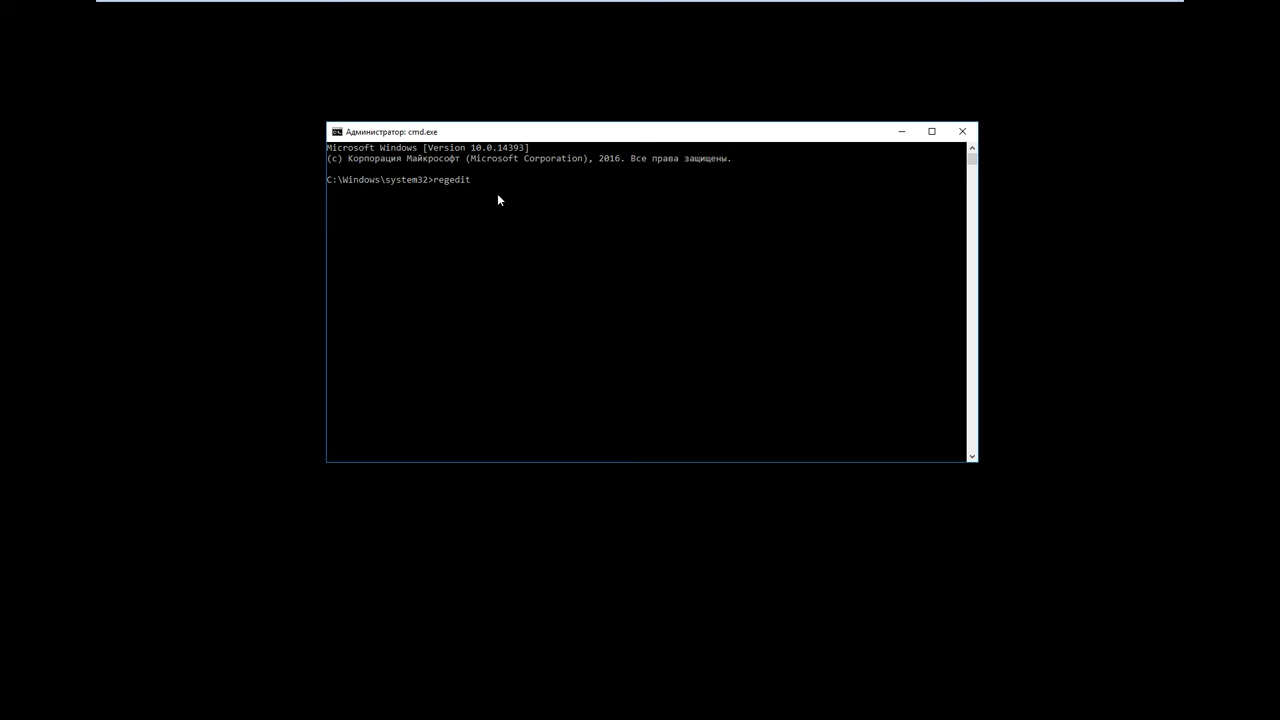 Администратор: cmd.exe
Microsoft Windows [Version 10.0.14393]
(c) Корпорация Майкрософт (Microsoft Corporation), 2016. Все права защищены.
C:\Windows\system32>regedit